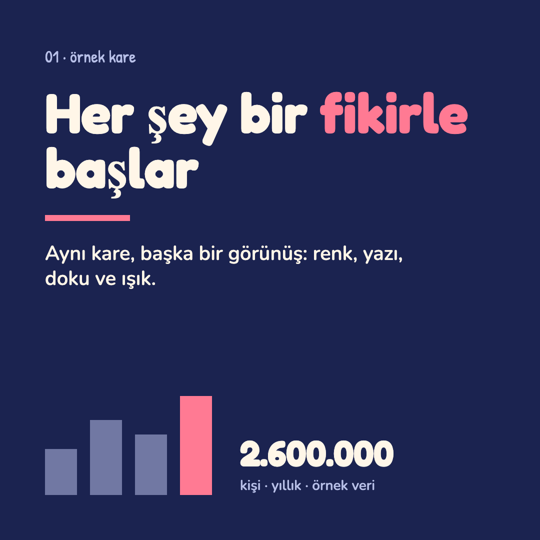 01 · örnek kare
Her şey bir fikirle
başlar
Aynı kare, başka bir görünüş: renk, yazı,
doku ve ışık.
2.600.000
kişi · yıllık · örnek veri